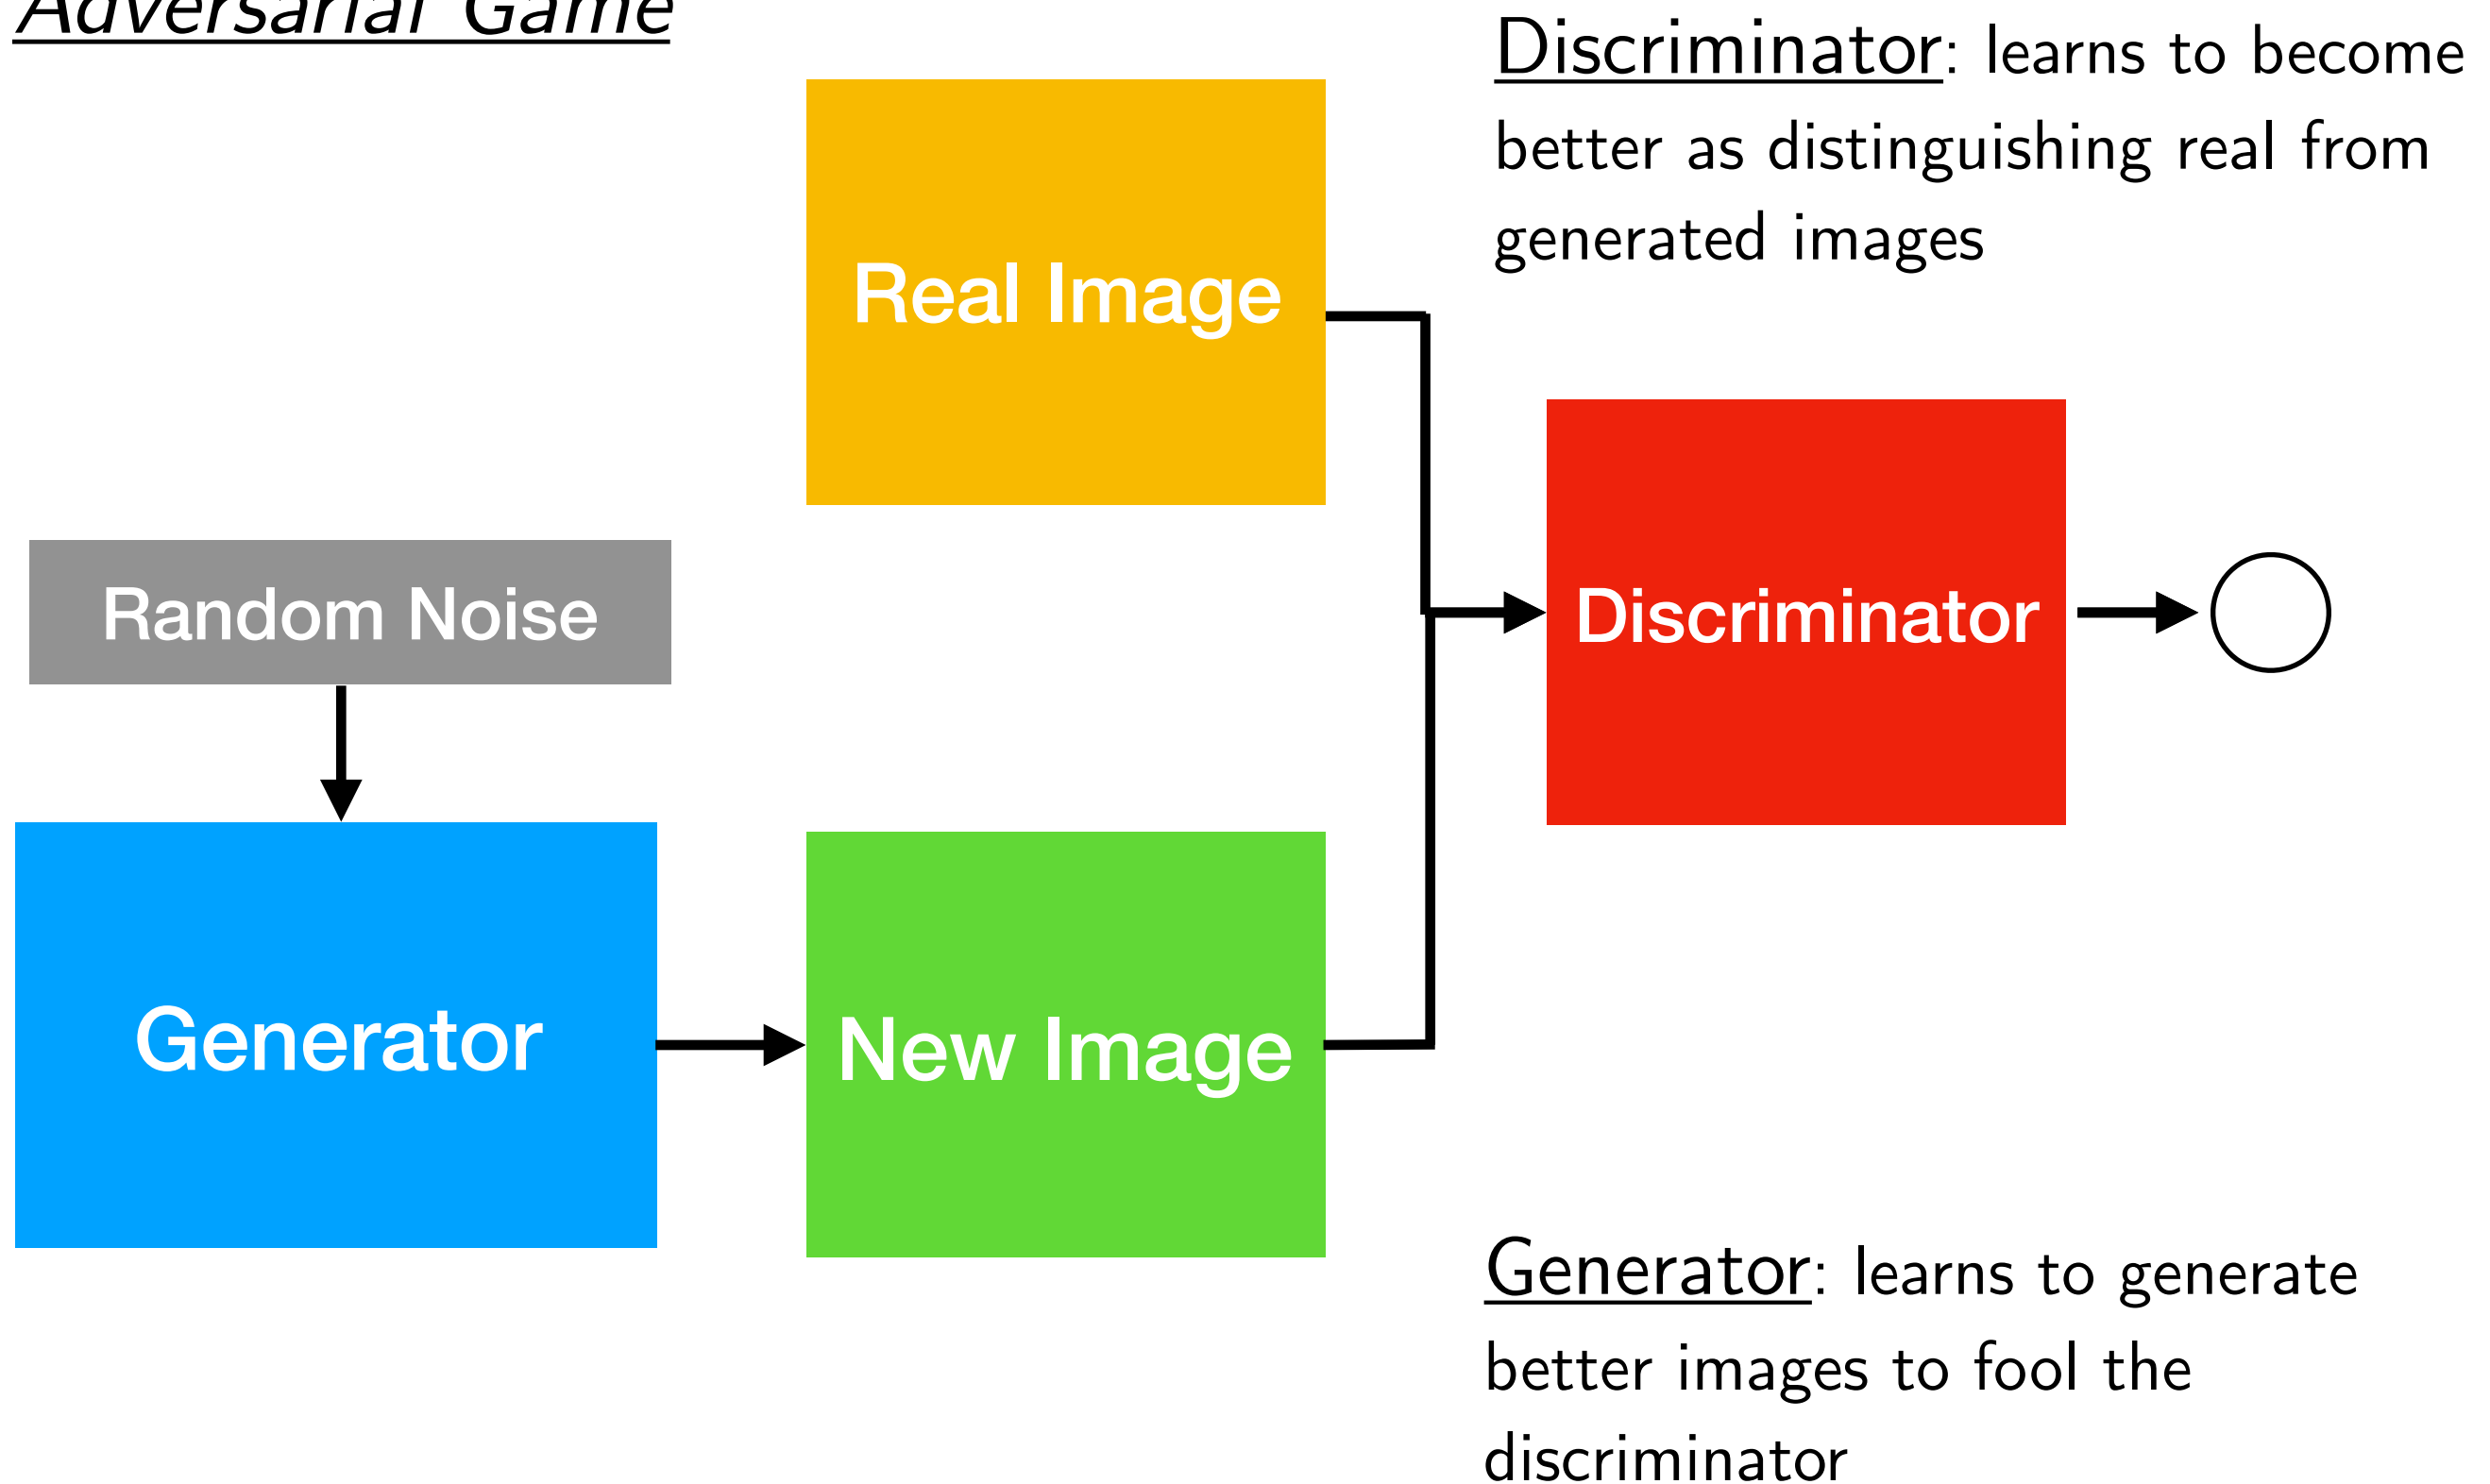 Adversarial Game
Discriminator: learns to become
better as distinguishing real from
generated images
Real Image
Random Noise
Discriminator
Generator
New Image
Generator: learns to generate
better images to fool the
discriminator